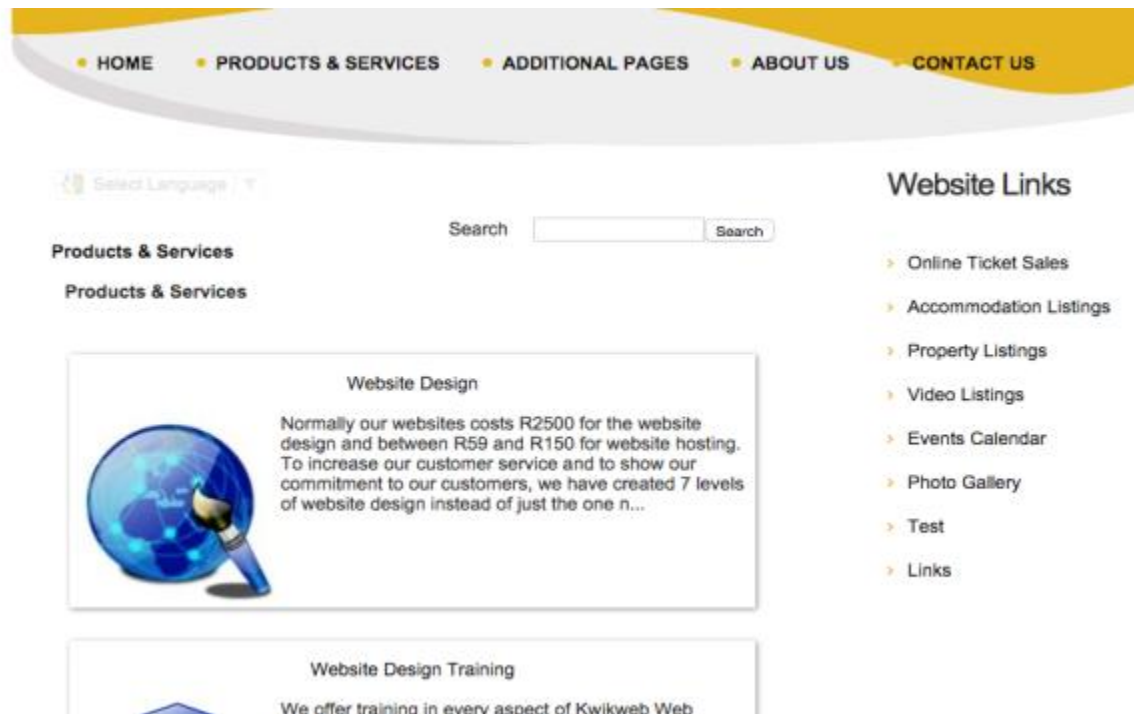 HOME PRODUCTS & SERVICES ADDITIONAL PAGES ABOUT US CONTACT US
Select Language
Search Search
Products & Services
Products & Services
Website Design
Normally our websites costs R2500 for the website
design and between R59 and R150 for website hosting.
To increase our customer service and to show our
commitment to our customers, we have created 7 levels
of website design instead of just the one n...
Website Design Training
We offer training in every aspect of Kwikweb Web
Website Links
Online Ticket Sales
Accommodation Listings
Property Listings
Video Listings
Events Calendar
Photo Gallery
Test
Links